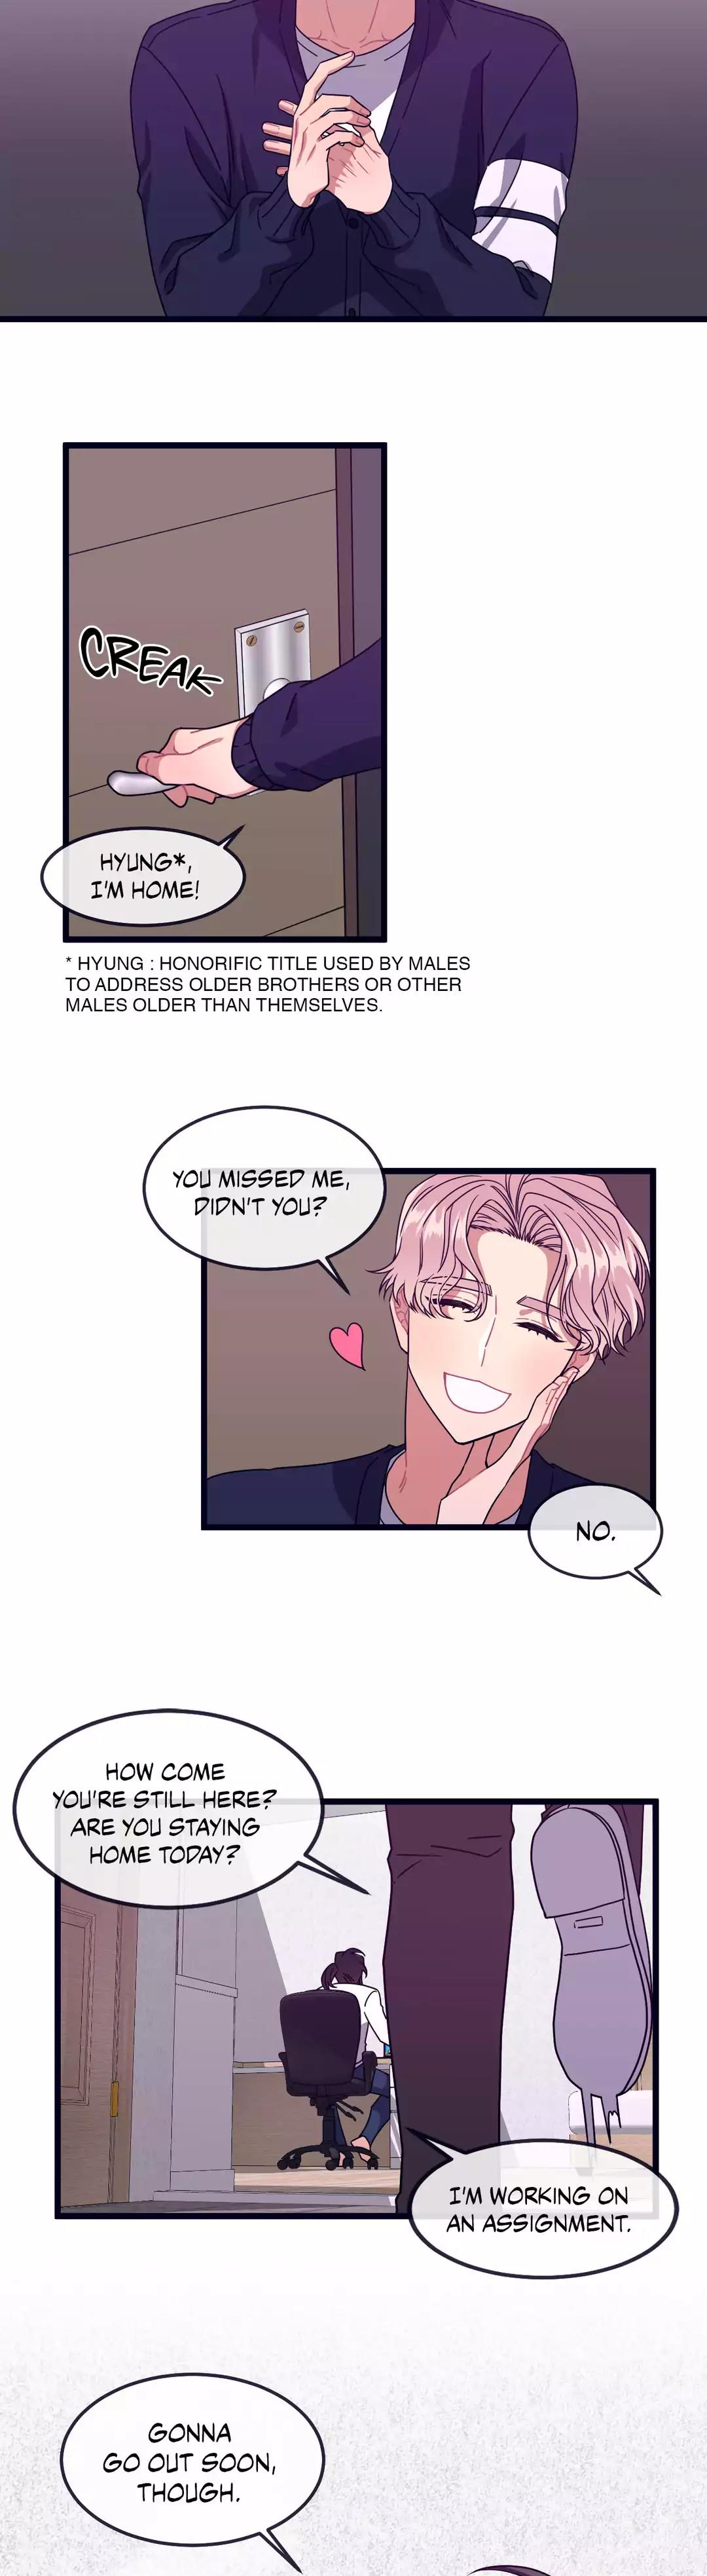 CREAK
HYUNG*,
I'M HOME!
* HYUNG : HONORIFIC TITLE USED BY MALES
TO ADDRESS OLDER BROTHERS OR OTHER
MALES OLDER THAN THEMSELVES.
YOU MISSED ME,
DIDN'T YOU?
NO.
HOW COME
YOU'RE STILL HERE?
ARE YOU STAYING
HOME TODAY?
I'M WORKING ON
AN ASSIGNMENT.
GONNA
GO OUT SOON,
THOUGH.